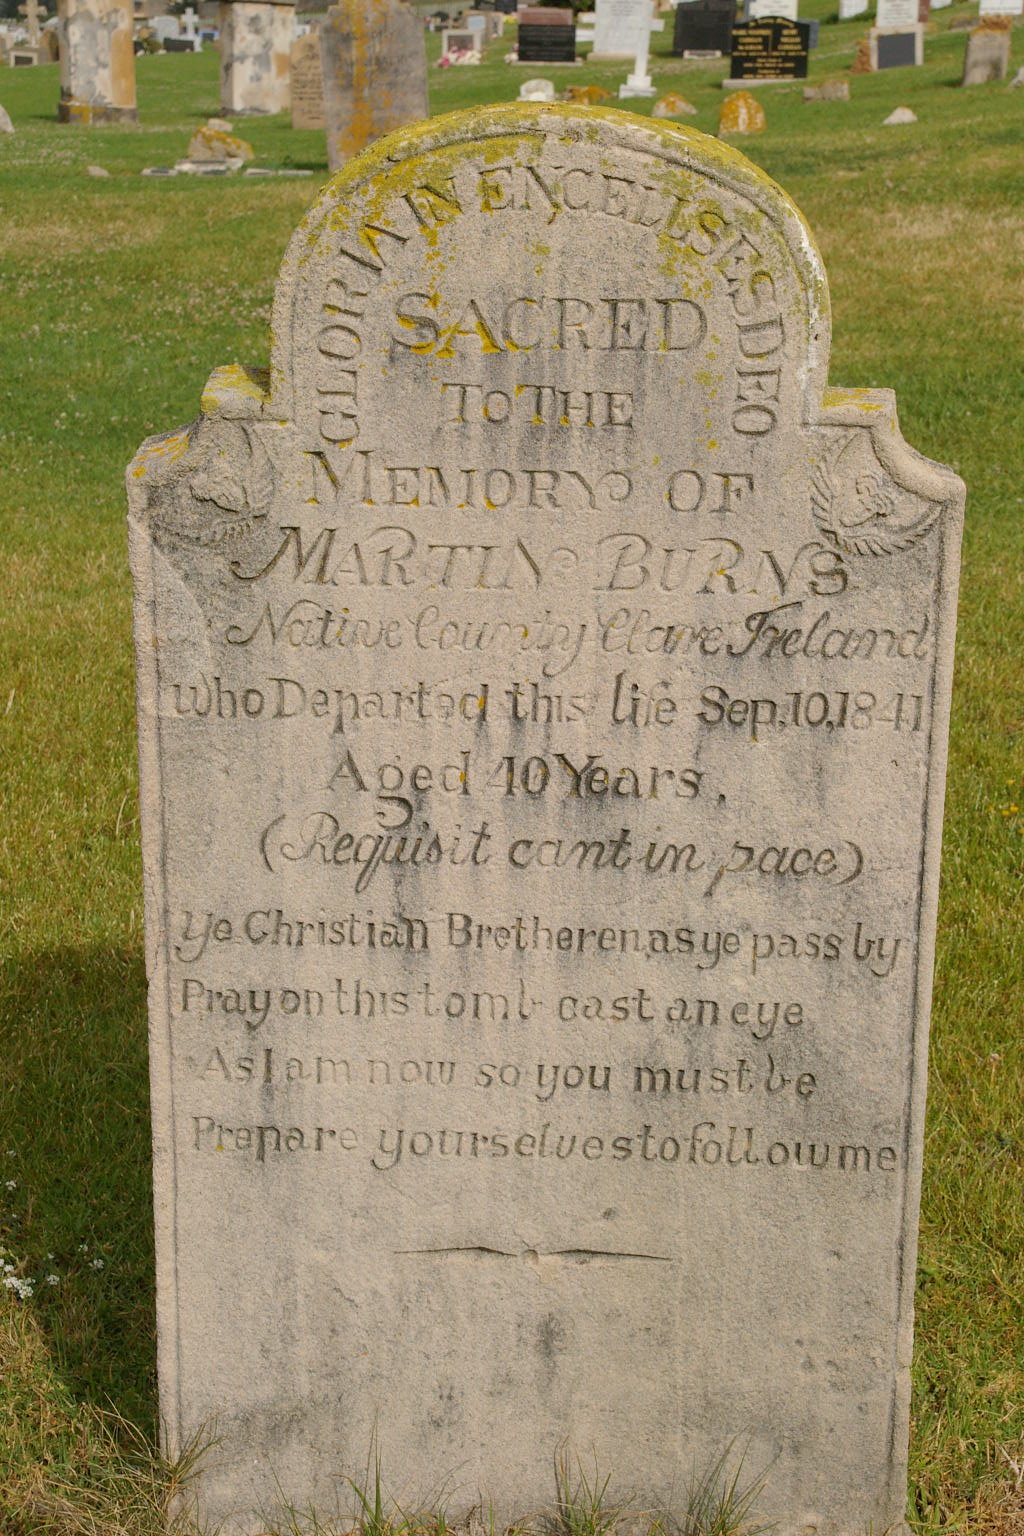 GLORIA IN ENCELLSES DEO
SACRED
TO THE
MEMORY OF
MARTIN BURNS
Native County Clare Ireland
who Departed this life Sep, 10, 1841
Aged 40 Years,
(Requisit cant in pace)
Ye Christian Bretheren, as ye pass by
Pray on this tomb cast an eye
As I am now so you must be
Prepare yourselves to follow me